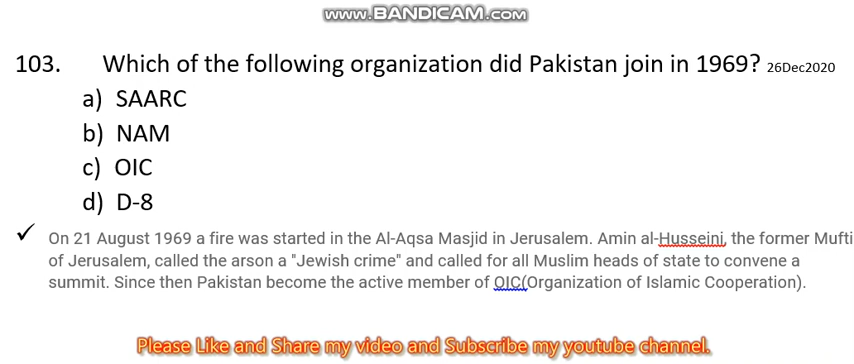 www.BANDICAM.COM
103. Which of the following organization did Pakistan join in 1969? 26Dec2020
a) SAARC
b) NAM
c) OIC
d) D-8
✓ On 21 August 1969 a fire was started in the Al-Aqsa Masjid in Jerusalem. Amin al-Husseini, the former Mufti
of Jerusalem, called the arson a "Jewish crime" and called for all Muslim heads of state to convene a
summit. Since then Pakistan become the active member of OIC(Organization of Islamic Cooperation).
Please Like and Share my video and Subscribe my youtube channel.